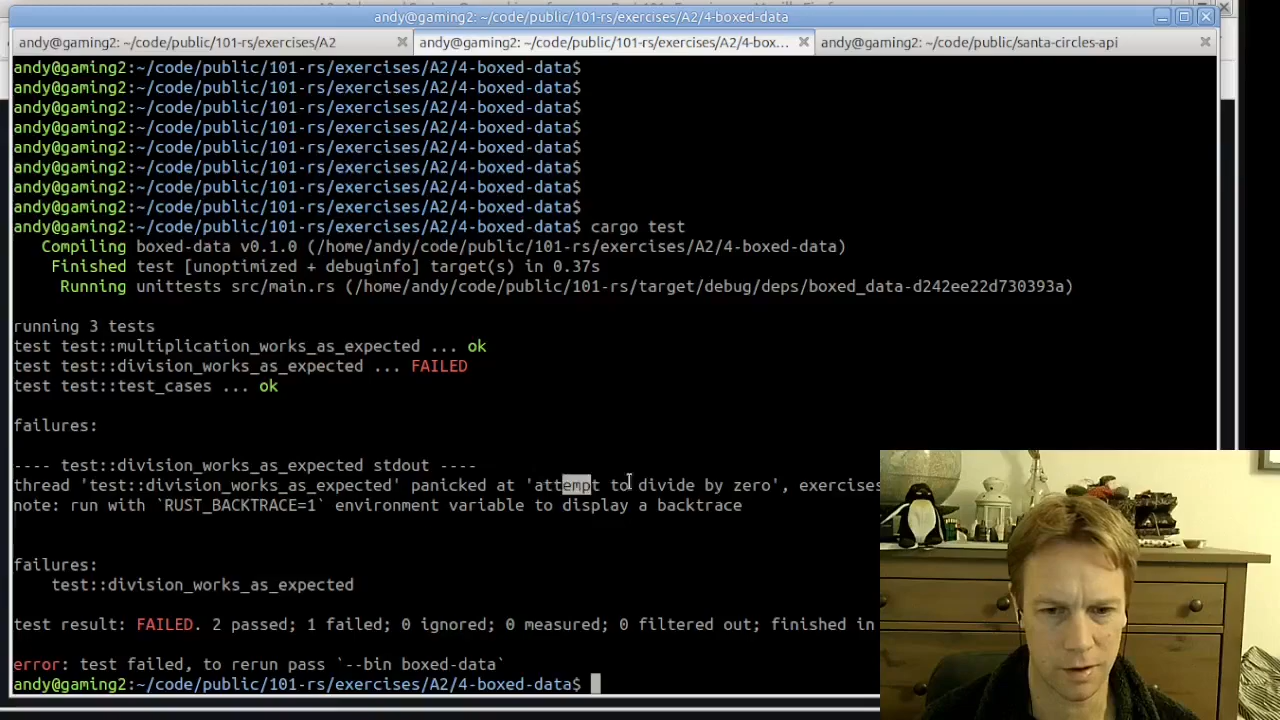 andy@gaming2: ~/code/public/101-rs/exercises/A2/4-boxed-data
andy@gaming2: ~/code/public/101-rs/exercises/A2
andy@gaming2: ~/code/public/101-rs/exercises/A2/4-box...
andy@gaming2: ~/code/public/santa-circles-api
andy@gaming2:~/code/public/101-rs/exercises/A2/4-boxed-data$
andy@gaming2:~/code/public/101-rs/exercises/A2/4-boxed-data$
andy@gaming2:~/code/public/101-rs/exercises/A2/4-boxed-data$
andy@gaming2:~/code/public/101-rs/exercises/A2/4-boxed-data$
andy@gaming2:~/code/public/101-rs/exercises/A2/4-boxed-data$
andy@gaming2:~/code/public/101-rs/exercises/A2/4-boxed-data$
andy@gaming2:~/code/public/101-rs/exercises/A2/4-boxed-data$
andy@gaming2:~/code/public/101-rs/exercises/A2/4-boxed-data$
andy@gaming2:~/code/public/101-rs/exercises/A2/4-boxed-data$ cargo test
Compiling boxed-data v0.1.0 (/home/andy/code/public/101-rs/exercises/A2/4-boxed-data)
Finished test [unoptimized + debuginfo] target(s) in 0.37s
Running unittests src/main.rs (/home/andy/code/public/101-rs/target/debug/deps/boxed_data-d242ee22d730393a)
running 3 tests
test test::multiplication_works_as_expected ... ok
test test::division_works_as_expected ... FAILED
test test::test_cases ... ok
failures:
---- test::division_works_as_expected stdout ----
thread 'test::division_works_as_expected' panicked at 'attempt to divide by zero', exercises
note: run with `RUST_BACKTRACE=1` environment variable to display a backtrace
failures:
test::division_works_as_expected
test result: FAILED. 2 passed; 1 failed; 0 ignored; 0 measured; 0 filtered out; finished in
error: test failed, to rerun pass `--bin boxed-data`
andy@gaming2:~/code/public/101-rs/exercises/A2/4-boxed-data$